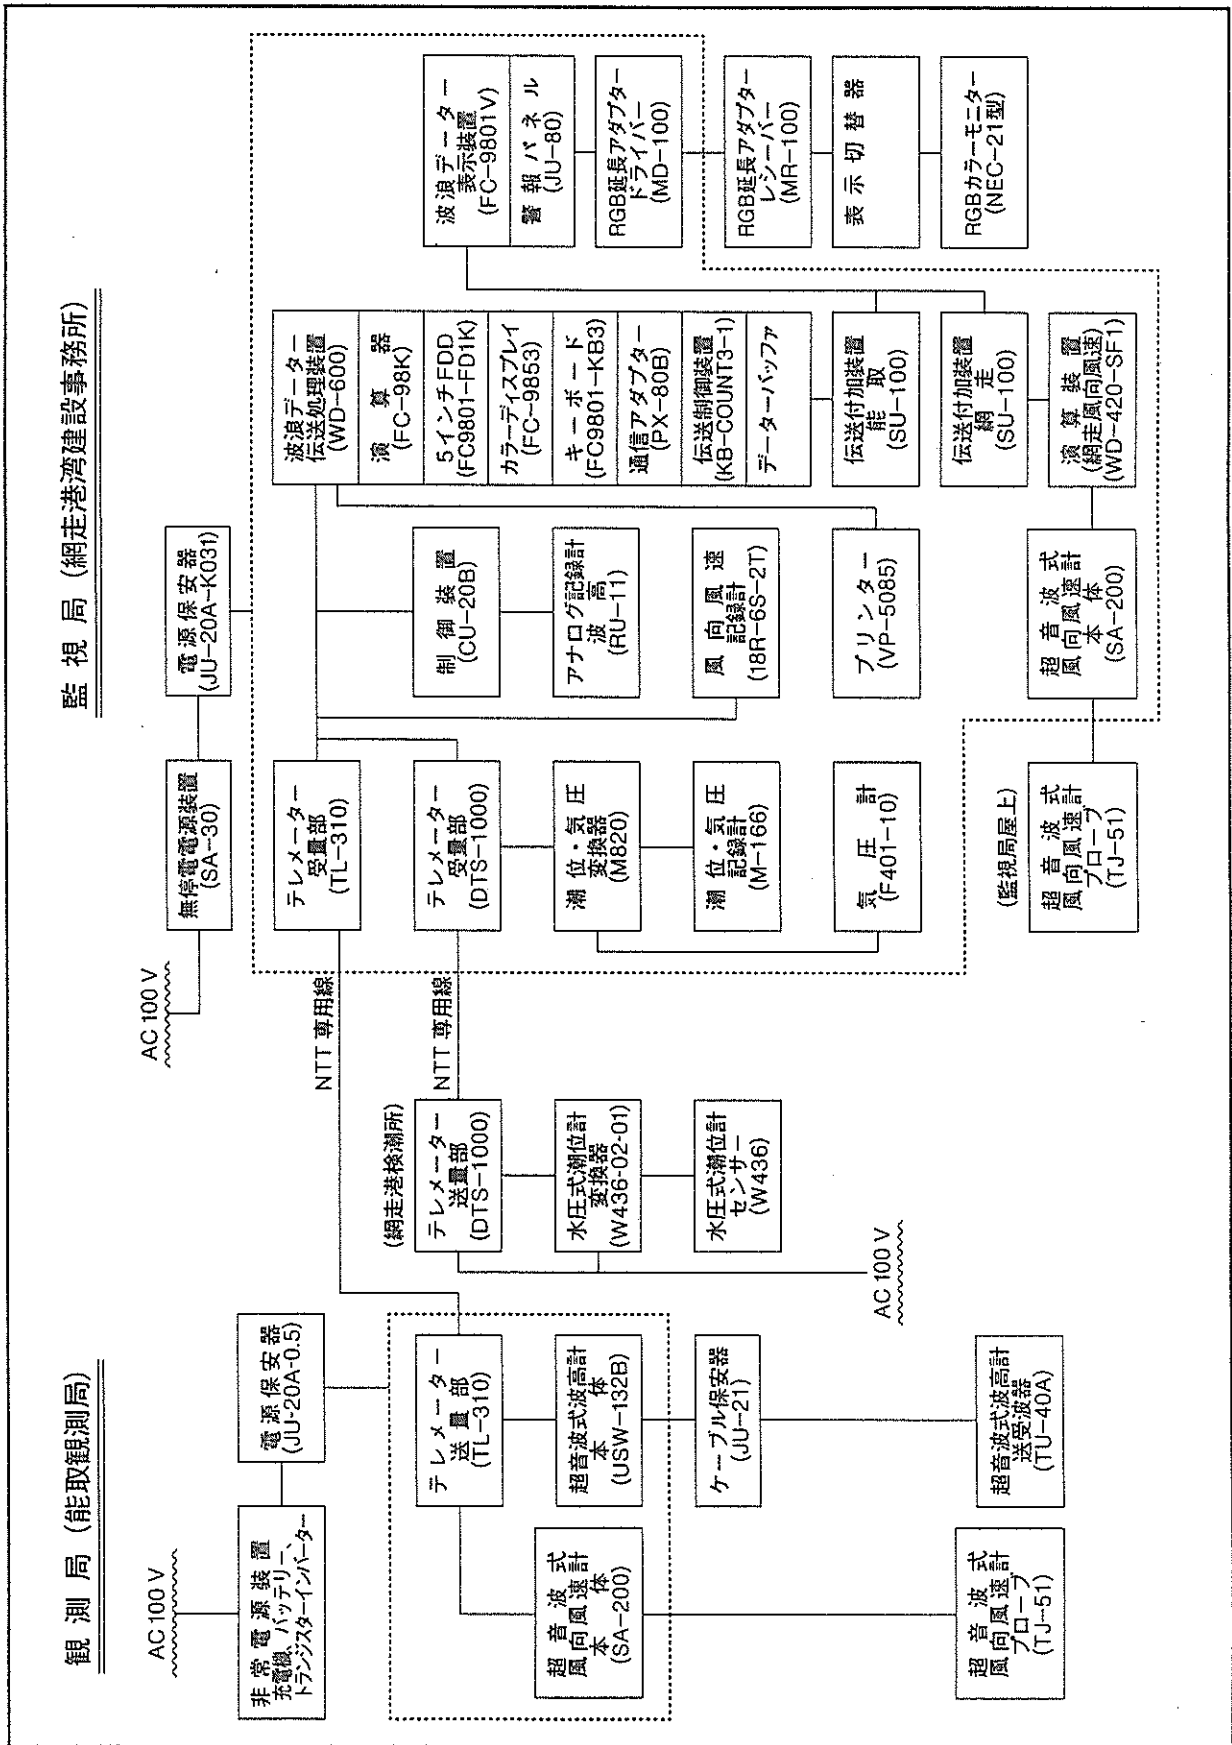 観測局（能取観測局）
AC100V
非常電源装置
充電機、バッテリー、
トランジスターインバーター
電源保安器
(JU-20A-0.5)
テレメーター
送量部
(TL-310)
超音波式波高計
本体
(USW-132B)
超音波式
風向風速計
本体
(SA-200)
ケーブル保安器
(JU-21)
超音波式波高計
送受波器
(TU-40A)
超音波式
風向風速計
プローブ
(TJ-51)
NTT専用線
NTT専用線
(網走港検潮所)
テレメーター
送量部
(DTS-1000)
水圧式潮位計
変換器
(W436-02-01)
水圧式潮位計
センサー
(W436)
AC100V
監視局（網走港湾建設事務所）
AC100V
無停電電源装置
(SA-30)
電源保安器
(JU-20A-K031)
テレメーター
受量部
(TL-310)
テレメーター
受量部
(DTS-1000)
潮位・気圧
変換器
(M820)
潮位・気圧
記録計
(M-166)
気圧計
(F401-10)
(監視局屋上)
超音波式
風向風速計
プローブ
(TJ-51)
制御装置
(CU-20B)
アナログ記録計
波高
(RU-11)
風向風速
記録計
(18R-6S-2T)
プリンター
(VP-5085)
超音波式
風向風速計
本体
(SA-200)
波浪データー
伝送処理装置
(WD-600)
演算器
(FC-98K)
5インチFDD
(FC9801-FD1K)
カラーディスプレイ
(FC-9853)
キーボード
(FC9801-KB3)
通信アダプター
(PX-80B)
伝送制御装置
(KB-COUNT3-1)
データーバッファ
伝送付加装置
能取
(SU-100)
伝送付加装置
網走
(SU-100)
演算装置
(網走風向風速)
(WD-420-SF1)
波浪データー
表示装置
(FC-9801V)
警報パネル
(JU-80)
RGB延長アダプター
ドライバー
(MD-100)
RGB延長アダプター
レシーバー
(MR-100)
表示切替器
RGBカラーモニター
(NEC-21型)